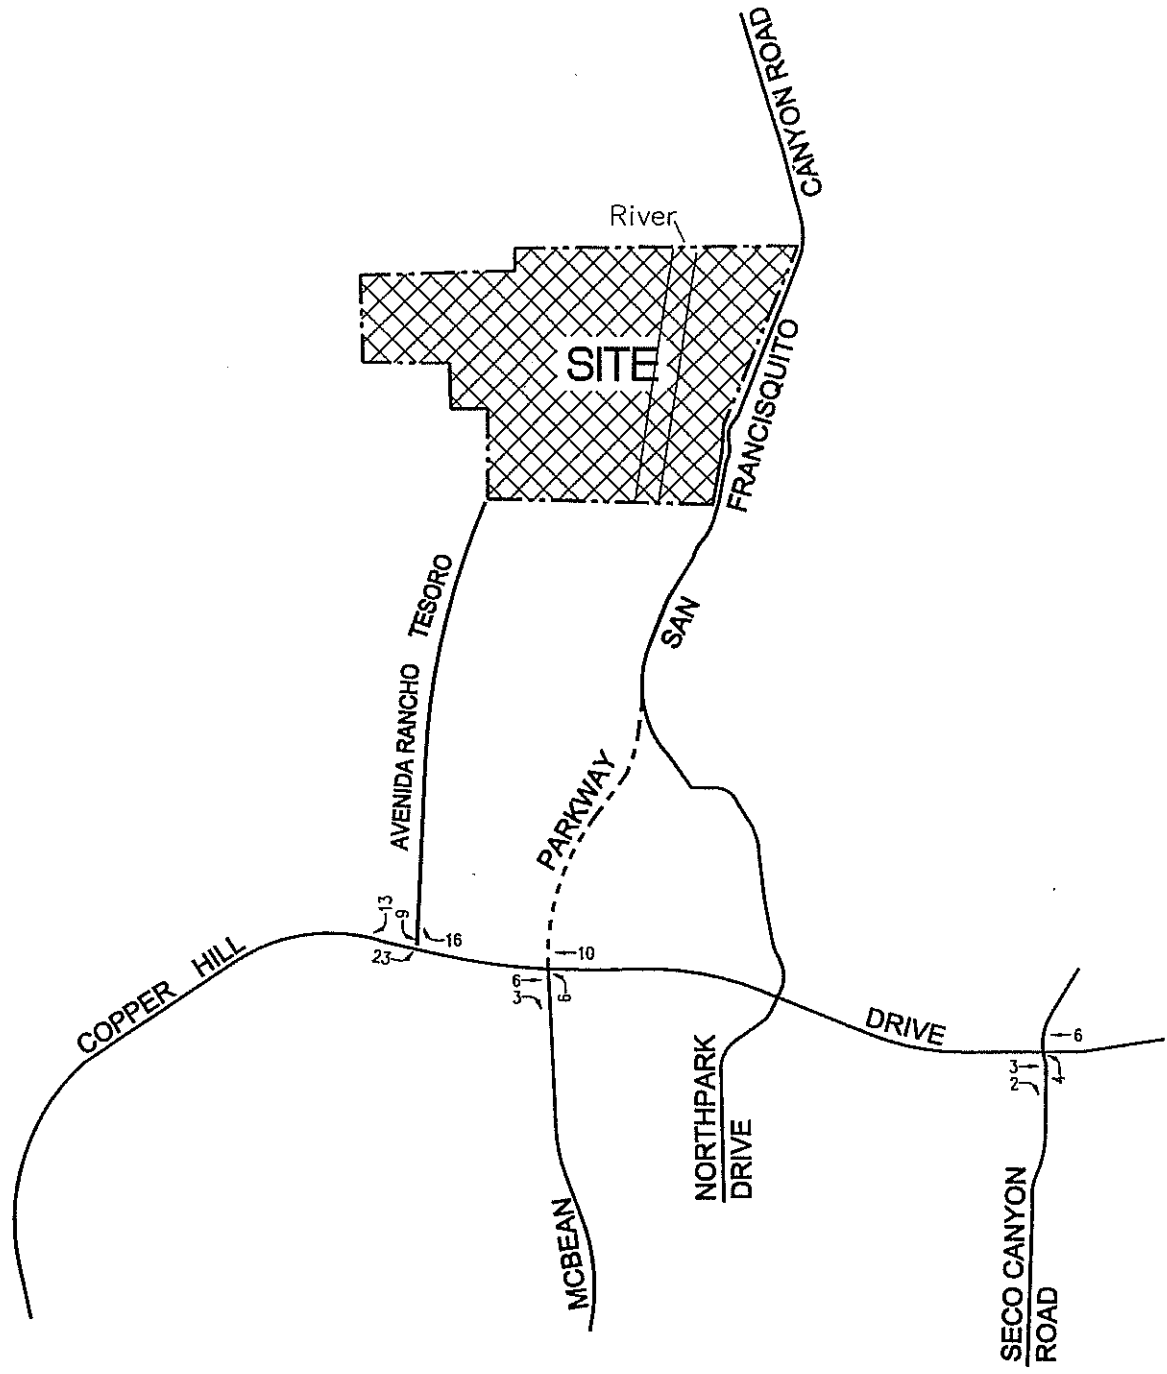 CANYON ROAD
River
SITE
FRANCISQUITO
SAN
TESORO
AVENIDA RANCHO
PARKWAY
13
9
16
23
10
6
3
6
COPPER HILL
DRIVE
6
3
2
4
NORTHPARK
DRIVE
MCBEAN
SECO CANYON
ROAD